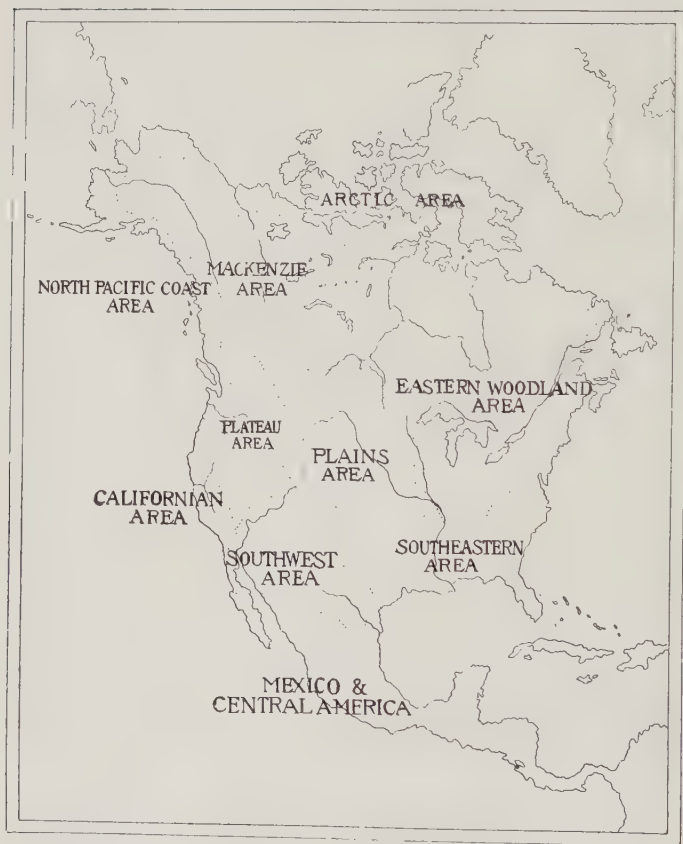 ARCTIC AREA
MACKENZIE
AREA
NORTH PACIFIC COAST
AREA
EASTERN WOODLAND
AREA
PLATEAU
AREA
PLAINS
AREA
CALIFORNIAN
AREA
SOUTHWEST
AREA
SOUTHEASTERN
AREA
MEXICO &
CENTRAL AMERICA